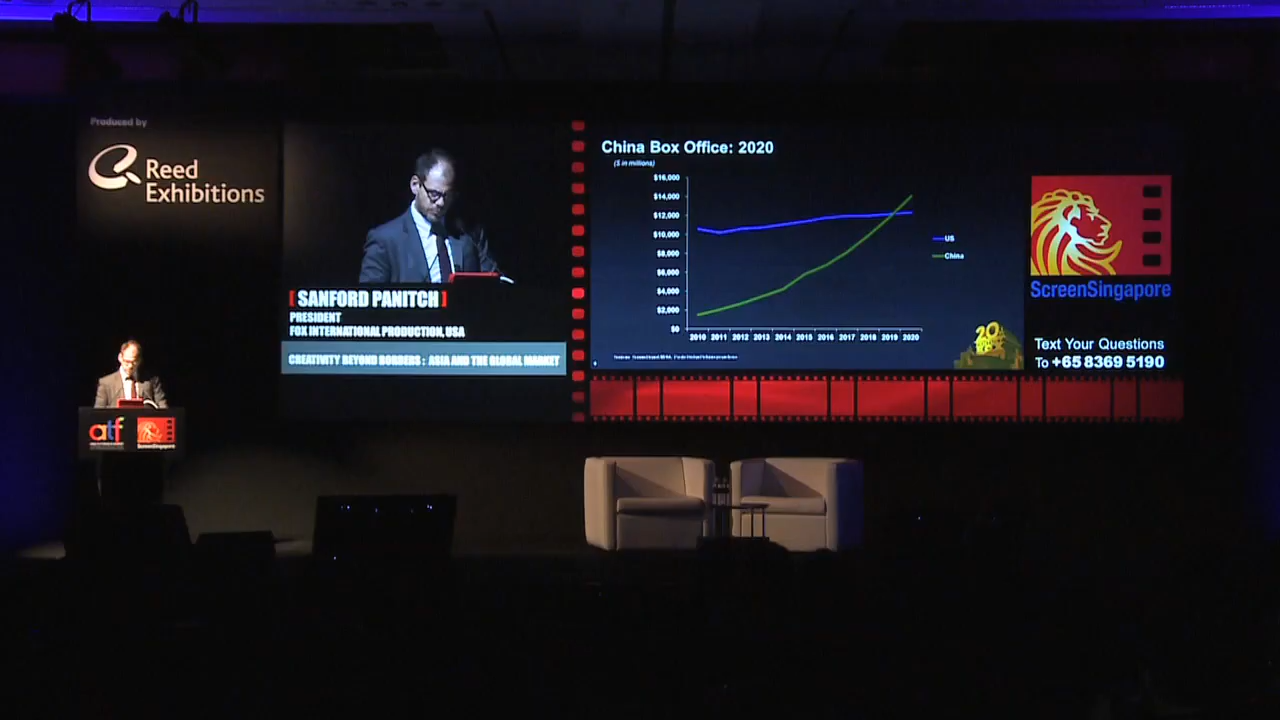 Produced by
Reed
Exhibitions
[ SANFORD PANITCH ]
PRESIDENT
FOX INTERNATIONAL PRODUCTION, USA
CREATIVITY BEYOND BORDERS : ASIA AND THE GLOBAL MARKET
China Box Office: 2020
($ in millions)
$16,000
$14,000
$12,000
$10,000
$8,000
$6,000
$4,000
$2,000
$0
2010 2011 2012 2013 2014 2015 2016 2017 2018 2019 2020
US
China
20
ScreenSingapore
Text Your Questions
To +65 8369 5190
atf
ScreenSingapore